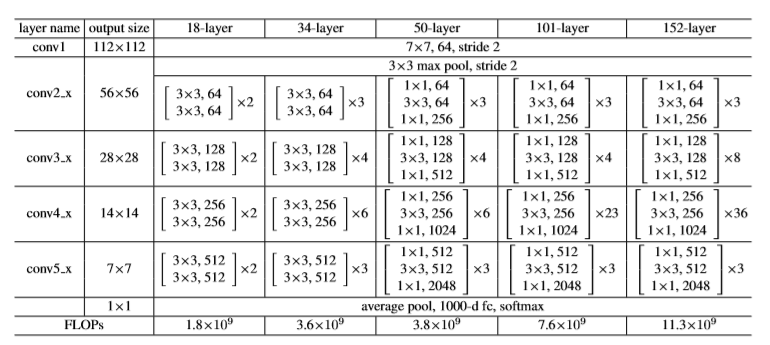 layer name output size 18-layer 34-layer 50-layer 101-layer 152-layer
conv1 112×112 7×7, 64, stride 2
3×3 max pool, stride 2
conv2_x 56×56 [3×3, 64 3×3, 64]×2 [3×3, 64 3×3, 64]×3 [1×1, 64 3×3, 64 1×1, 256]×3 [1×1, 64 3×3, 64 1×1, 256]×3 [1×1, 64 3×3, 64 1×1, 256]×3
conv3_x 28×28 [3×3, 128 3×3, 128]×2 [3×3, 128 3×3, 128]×4 [1×1, 128 3×3, 128 1×1, 512]×4 [1×1, 128 3×3, 128 1×1, 512]×4 [1×1, 128 3×3, 128 1×1, 512]×8
conv4_x 14×14 [3×3, 256 3×3, 256]×2 [3×3, 256 3×3, 256]×6 [1×1, 256 3×3, 256 1×1, 1024]×6 [1×1, 256 3×3, 256 1×1, 1024]×23 [1×1, 256 3×3, 256 1×1, 1024]×36
conv5_x 7×7 [3×3, 512 3×3, 512]×2 [3×3, 512 3×3, 512]×3 [1×1, 512 3×3, 512 1×1, 2048]×3 [1×1, 512 3×3, 512 1×1, 2048]×3 [1×1, 512 3×3, 512 1×1, 2048]×3
1×1 average pool, 1000-d fc, softmax
FLOPs 1.8×10⁹ 3.6×10⁹ 3.8×10⁹ 7.6×10⁹ 11.3×10⁹